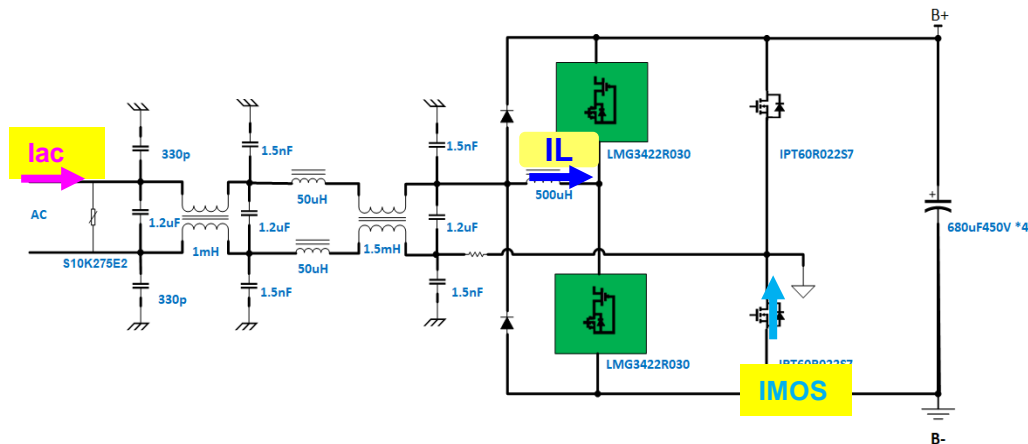 B+
Iac
330p
1.5nF
1.5nF
IL
LMG3422R030
IPT60R022S7
50uH
500uH
AC
1.2uF
1.2uF
1.2uF
680uF450V *4
1mH
50uH
1.5mH
S10K275E2
330p
1.5nF
1.5nF
LMG3422R030
IPT60R022S7
IMOS
B-